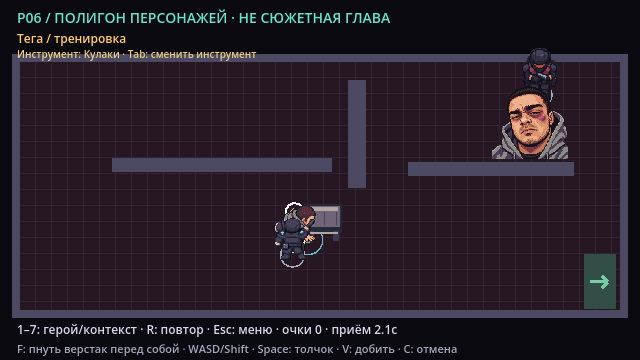 P06 / ПОЛИГОН ПЕРСОНАЖЕЙ · НЕ СЮЖЕТНАЯ ГЛАВА
Тега / тренировка
Инструмент: Кулаки · Tab: сменить инструмент
1–7: герой/контекст · R: повтор · Esc: меню · очки 0 · приём 2.1с
F: пнуть верстак перед собой · WASD/Shift · Space: толчок · V: добить · C: отмена